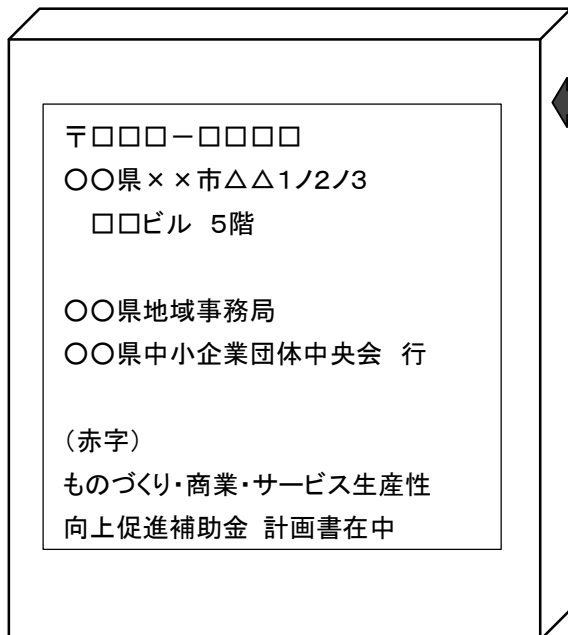 〒□□□－□□□□
○○県××市△△1ノ2ノ3
□□ビル　5階
○○県地域事務局
○○県中小企業団体中央会　行
（赤字）
ものづくり・商業・サービス生産性
向上促進補助金 計画書在中